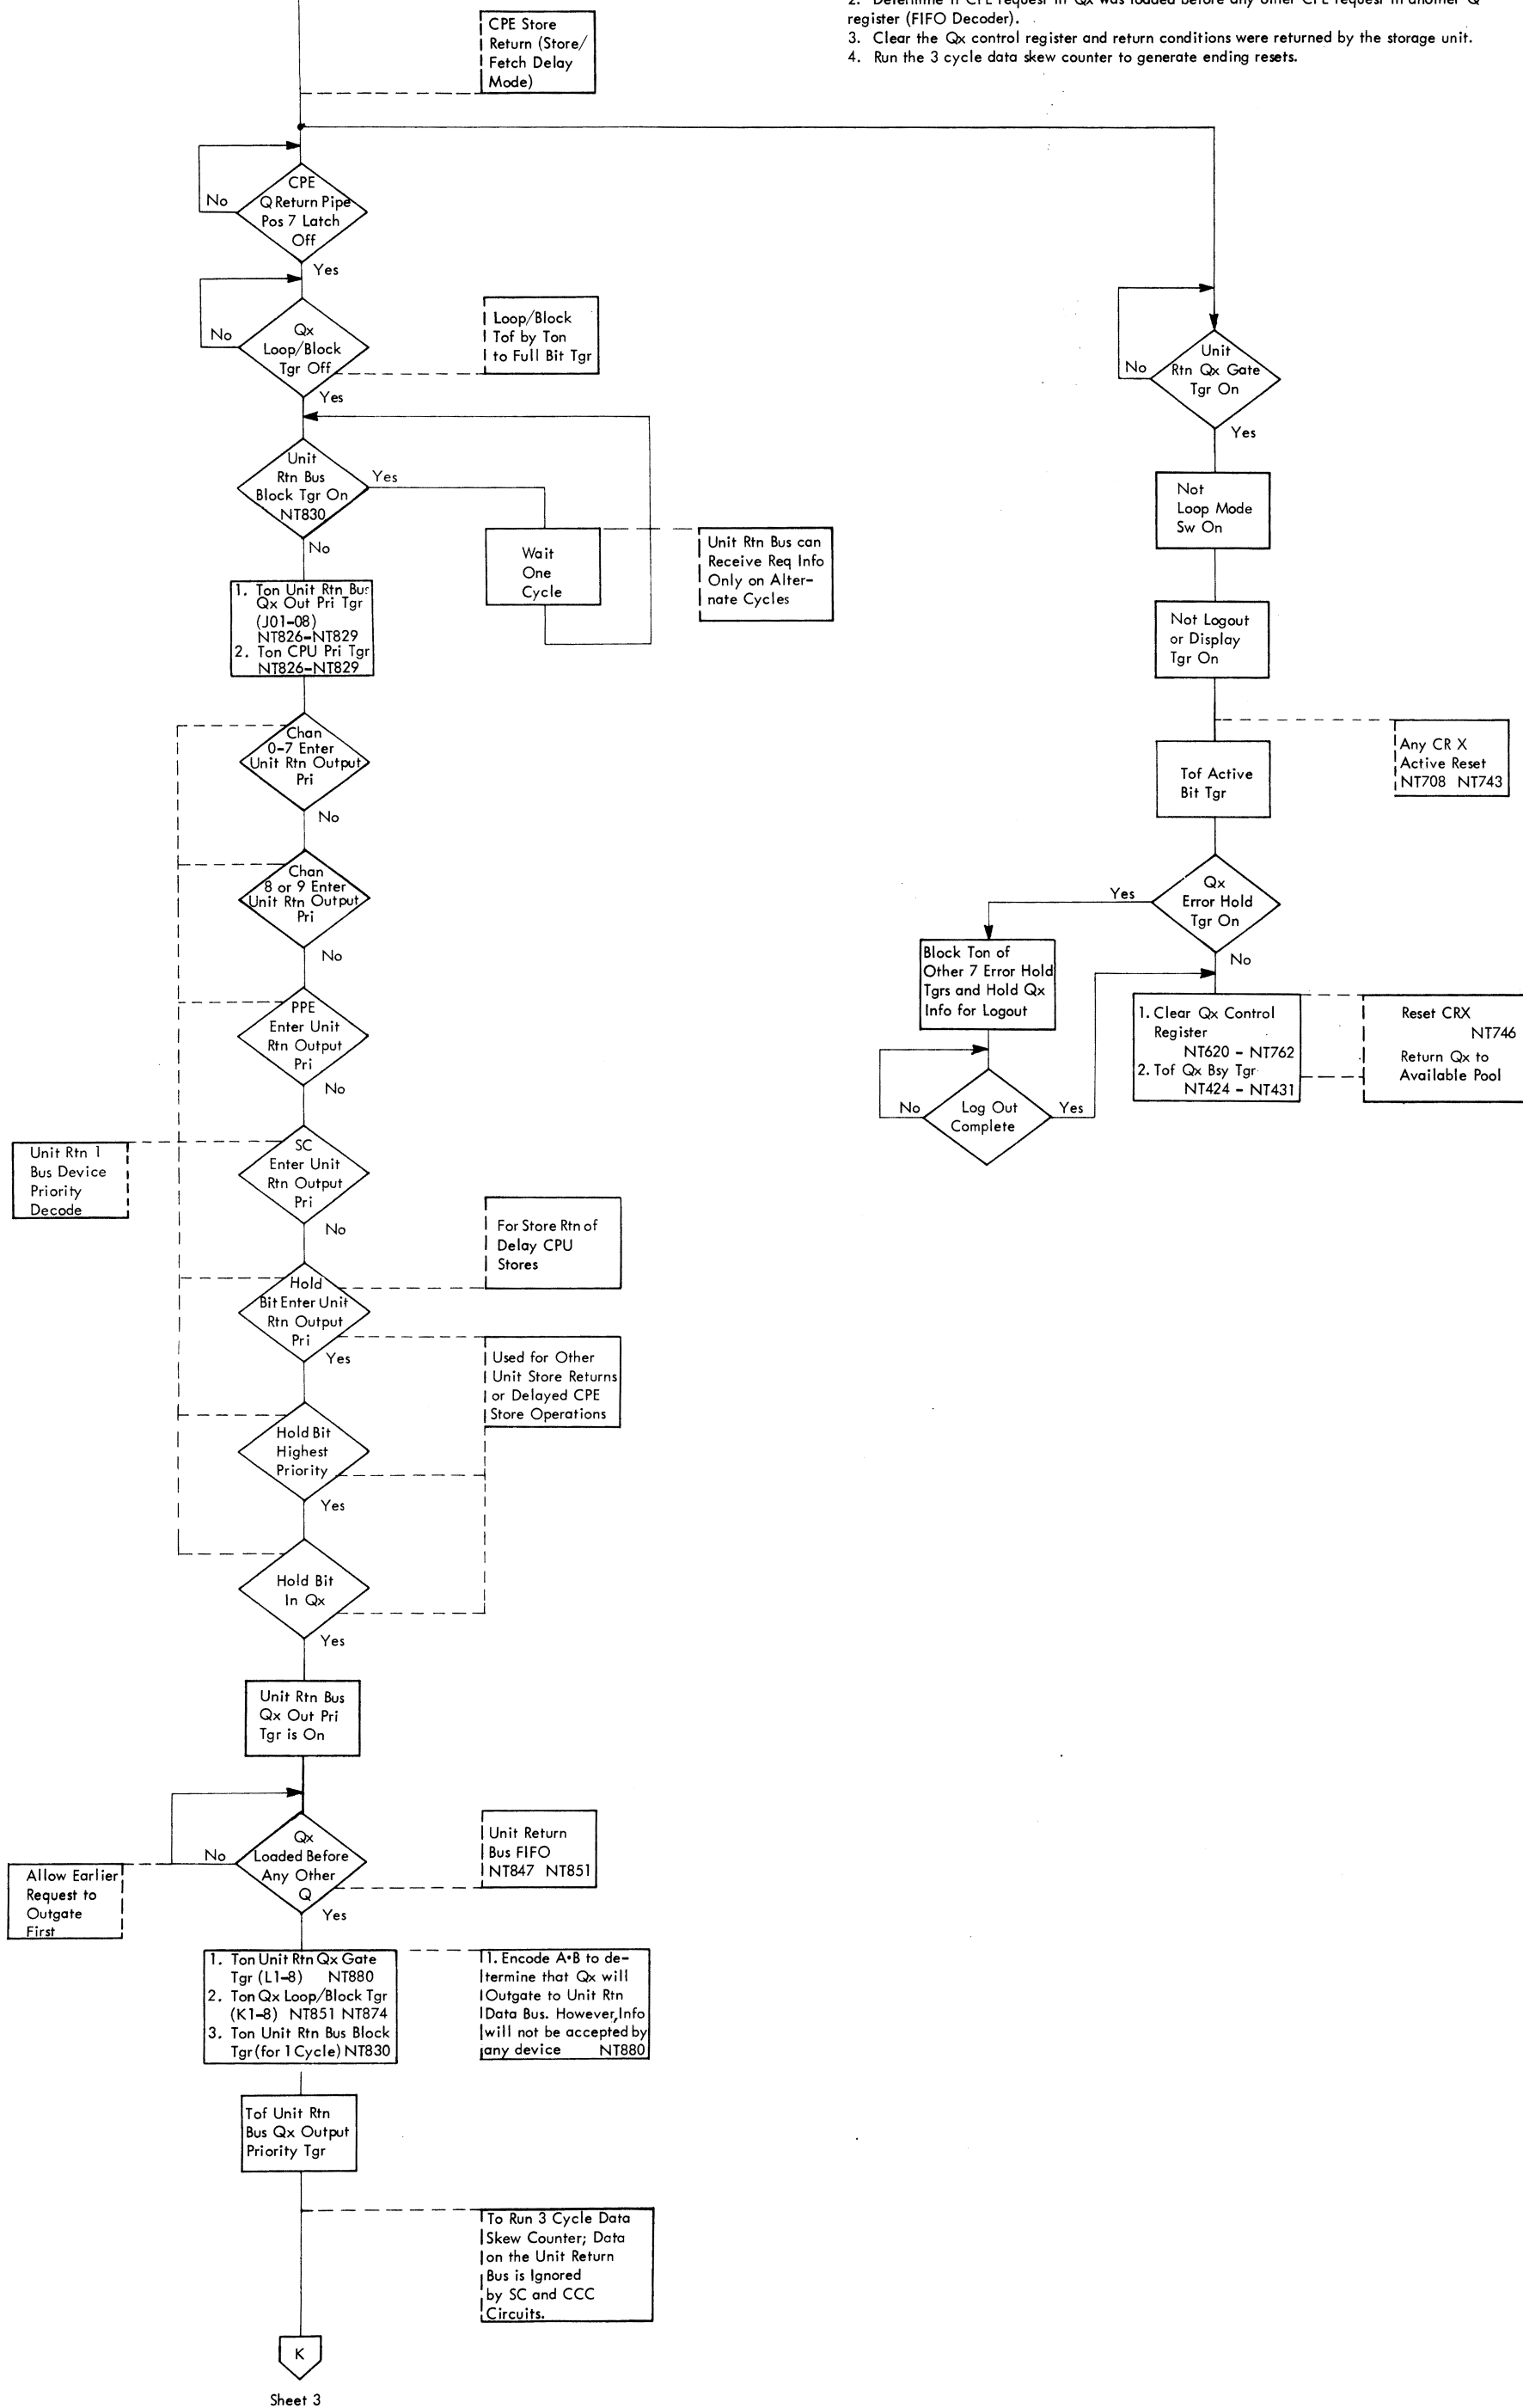 2. Determine if CPE request in Qx was loaded before any other CPE request in another Q
register (FIFO Decoder).
3. Clear the Qx control register and return conditions were returned by the storage unit.
4. Run the 3 cycle data skew counter to generate ending resets.
CPE Store
Return (Store/
Fetch Delay
Mode)
CPE
Q Return Pipe
Pos 7 Latch
Off
No
Yes
Qx
Loop/Block
Tgr Off
No
Yes
Loop/Block
Tof by Ton
to Full Bit Tgr
Unit
Rtn Bus
Block Tgr On
NT830
Yes
No
Wait
One
Cycle
Unit Rtn Bus can
Receive Req Info
Only on Alter-
nate Cycles
1. Ton Unit Rtn Bus
Qx Out Pri Tgr
(J01-08)
NT826-NT829
2. Ton CPU Pri Tgr
NT826-NT829
Chan
0-7 Enter
Unit Rtn Output
Pri
No
Chan
8 or 9 Enter
Unit Rtn Output
Pri
No
PPE
Enter Unit
Rtn Output
Pri
No
Unit Rtn 1
Bus Device
Priority
Decode
SC
Enter Unit
Rtn Output
Pri
No
For Store Rtn of
Delay CPU
Stores
Hold
Bit Enter Unit
Rtn Output
Pri
Yes
Used for Other
Unit Store Returns
or Delayed CPE
Store Operations
Hold Bit
Highest
Priority
Yes
Hold Bit
In Qx
Yes
Unit Rtn Bus
Qx Out Pri
Tgr is On
Qx
Loaded Before
Any Other
Q
No
Yes
Unit Return
Bus FIFO
NT847 NT851
Allow Earlier
Request to
Outgate
First
1. Ton Unit Rtn Qx Gate
Tgr (L1-8) NT880
2. Ton Qx Loop/Block Tgr
(K1-8) NT851 NT874
3. Ton Unit Rtn Bus Block
Tgr (for 1 Cycle) NT830
1. Encode A•B to de-
termine that Qx will
Outgate to Unit Rtn
Data Bus. However, Info
will not be accepted by
any device NT880
Tof Unit Rtn
Bus Qx Output
Priority Tgr
To Run 3 Cycle Data
Skew Counter; Data
on the Unit Return
Bus is Ignored
by SC and CCC
Circuits.
K
Sheet 3
Unit
Rtn Qx Gate
Tgr On
No
Yes
Not
Loop Mode
Sw On
Not Logout
or Display
Tgr On
Any CR X
Active Reset
NT708 NT743
Tof Active
Bit Tgr
Qx
Error Hold
Tgr On
Yes
No
Block Ton of
Other 7 Error Hold
Tgrs and Hold Qx
Info for Logout
Log Out
Complete
No
Yes
1. Clear Qx Control
Register
NT620 - NT762
2. Tof Qx Bsy Tgr
NT424 - NT431
Reset CRX
NT746
Return Qx to
Available Pool